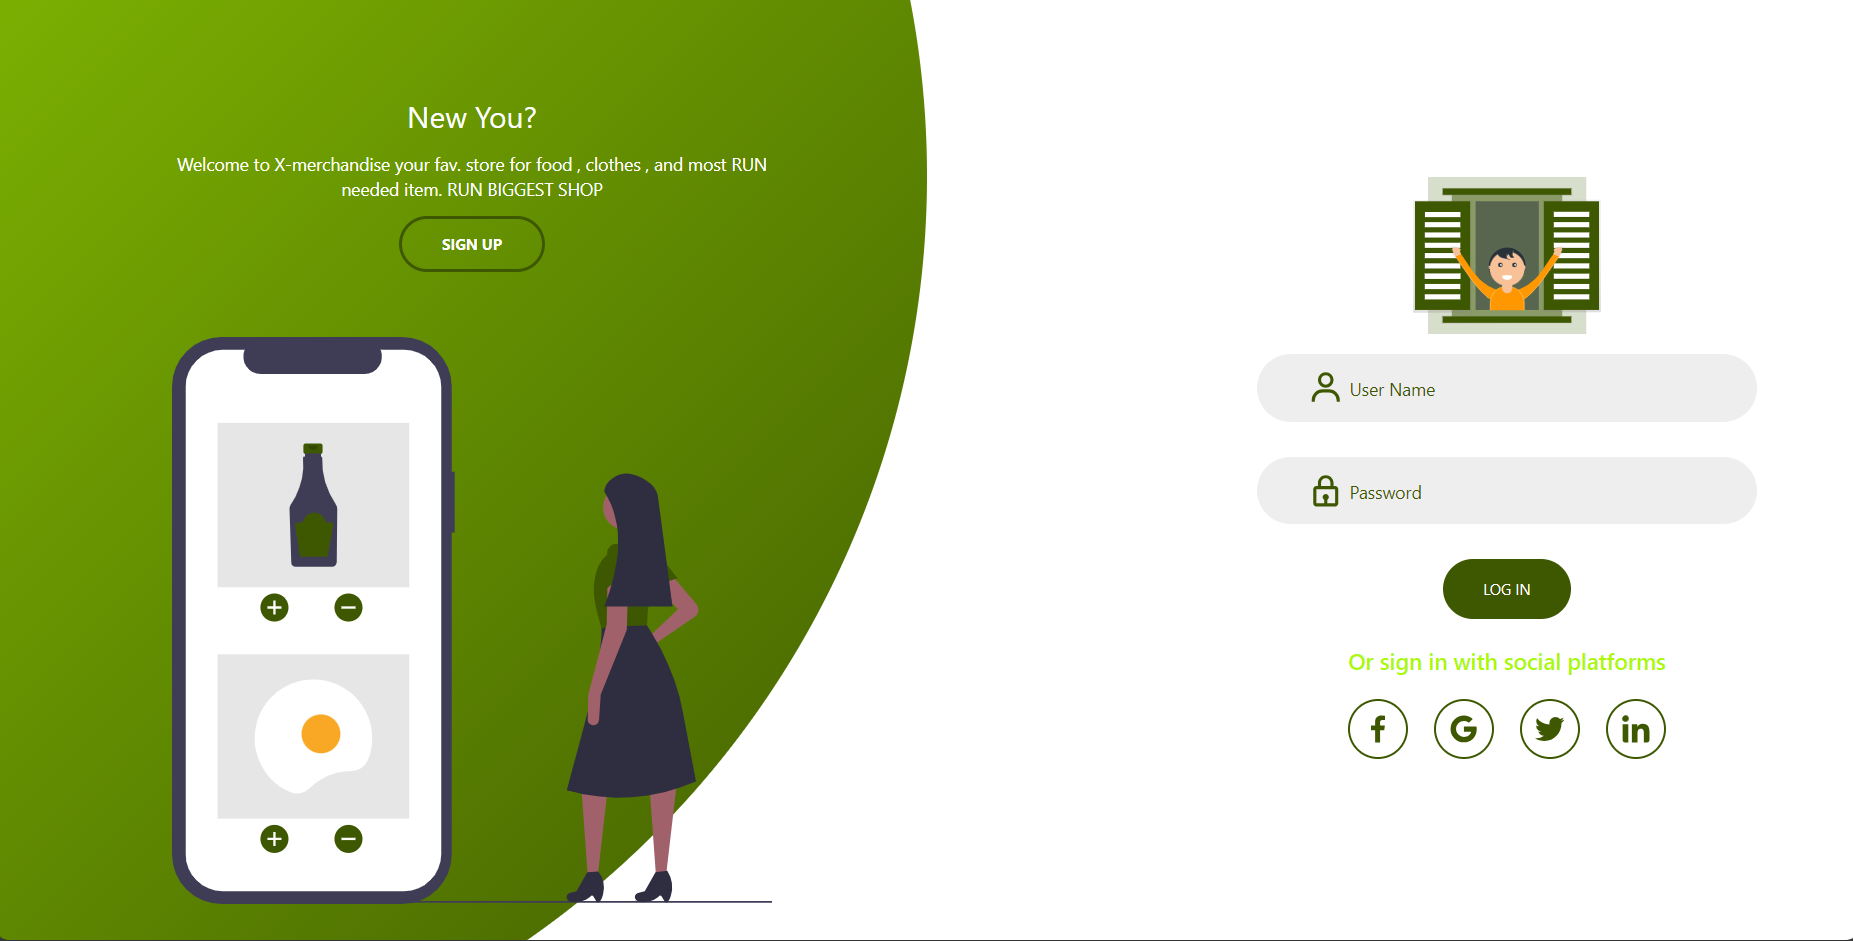 New You?
Welcome to X-merchandise your fav. store for food , clothes , and most RUN
needed item. RUN BIGGEST SHOP
SIGN UP
User Name
Password
LOG IN
Or sign in with social platforms